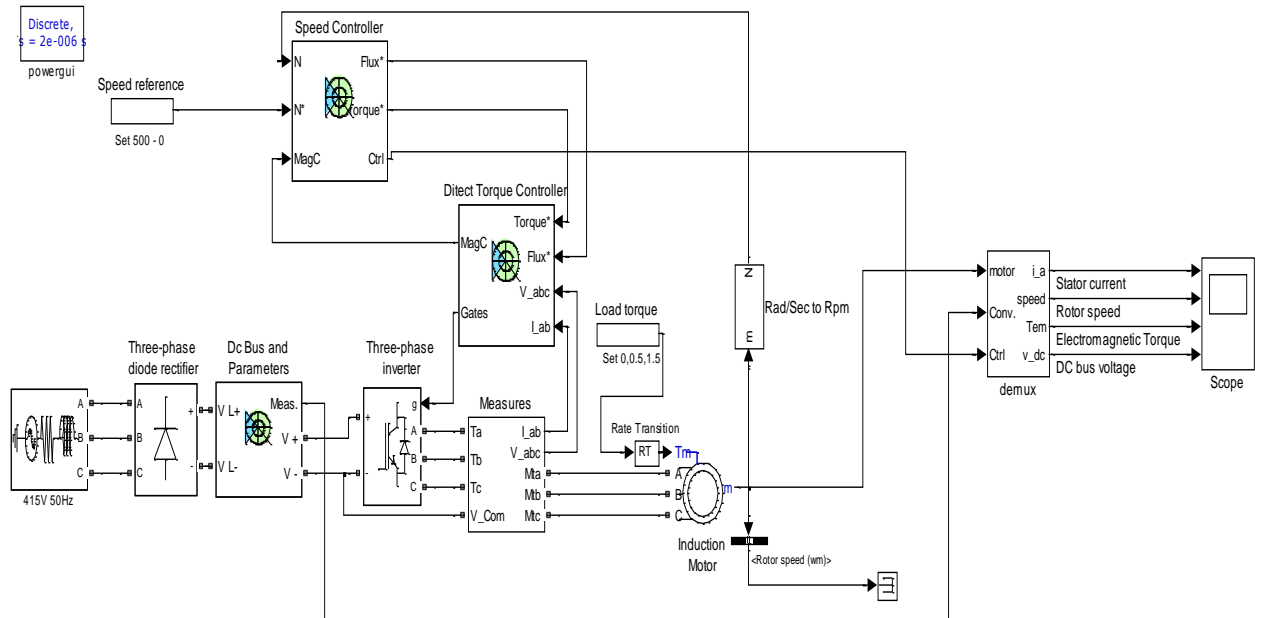 Discrete,
s = 2e-006 s
powergui
Speed Controller
N
Flux*
Speed reference
N*
orque*
Set 500 - 0
MagC
Ctrl
Ditect Torque Controller
Torque*
MagC
Flux*
V_abc
Gates
I_ab
Load torque
Set 0,0.5,1.5
N
Rad/Sec to Rpm
m
motor
i_a
Stator current
speed
Conv.
Rotor speed
Tem
Electromagnetic Torque
Ctrl
v_dc
DC bus voltage
demux
Scope
Three-phase
diode rectifier
Dc Bus and
Parameters
Three-phase
inverter
Measures
Rate Transition
RT
Tm
A
B
C
415V 50Hz
A
B
C
+
-
V L+
V L-
Meas.
V +
V -
g
+
-
A
B
C
Ta
Tb
Tc
V_Com
I_ab
V_abc
Mta
Mtb
Mtc
A
B
C
m
Induction
Motor
<Rotor speed (wm)>